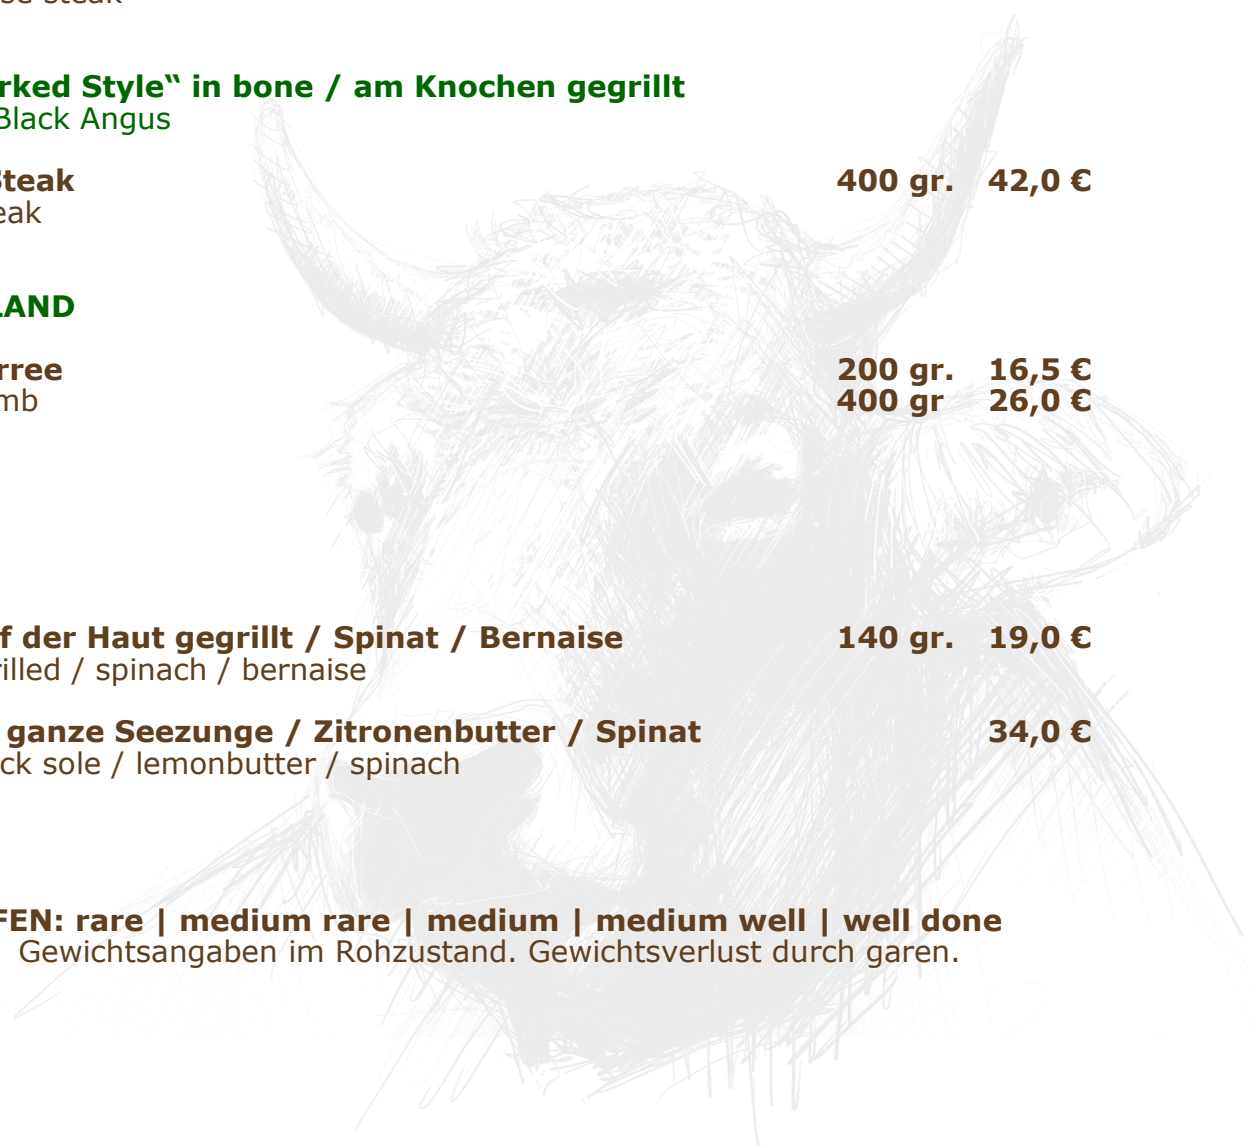 se steak
rked Style“ in bone / am Knochen gegrillt
Black Angus
Steak 400 gr. 42,0 €
eak
LAND
rree 200 gr. 16,5 €
mb 400 gr 26,0 €
f der Haut gegrillt / Spinat / Bernaise 140 gr. 19,0 €
rilled / spinach / bernaise
ganze Seezunge / Zitronenbutter / Spinat 34,0 €
ck sole / lemonbutter / spinach
FEN: rare | medium rare | medium | medium well | well done
Gewichtsangaben im Rohzustand. Gewichtsverlust durch garen.